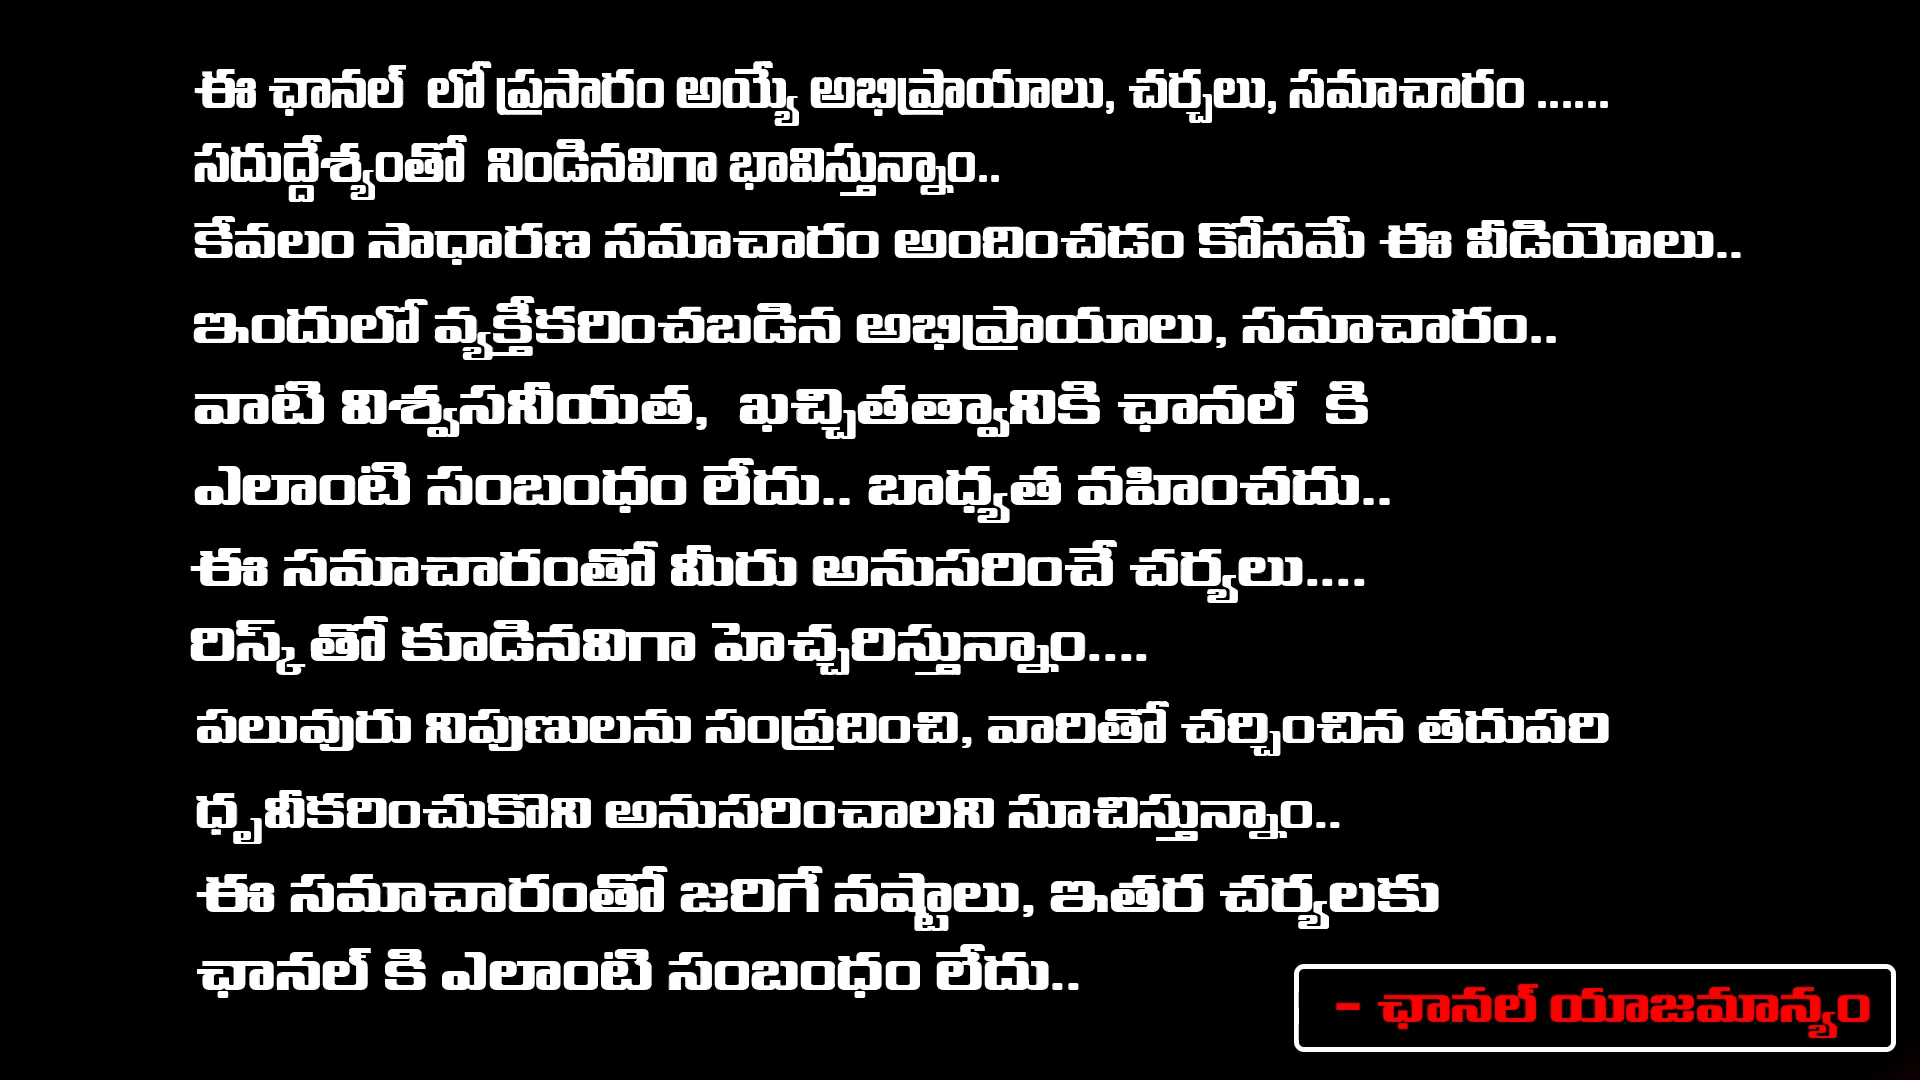 ఈ ఛానల్ లో ప్రసారం అయ్యే అభిప్రాయాలు, చర్చలు, సమాచారం ......
సదుద్దేశ్యంతో నిండినవిగా భావిస్తున్నాం..
కేవలం సాధారణ సమాచారం అందించడం కోసమే ఈ వీడియోలు..
ఇందులో వ్యక్తీకరించబడిన అభిప్రాయాలు, సమాచారం..
వాటి విశ్వసనీయత, ఖచ్చితత్వానికి ఛానల్ కి
ఎలాంటి సంబంధం లేదు.. బాధ్యత వహించదు..
ఈ సమాచారంతో మీరు అనుసరించే చర్యలు....
రిస్క్ తో కూడినవిగా హెచ్చరిస్తున్నాం....
పలువురు నిపుణులను సంప్రదించి, వారితో చర్చించిన తదుపరి
ధృవీకరించుకొని అనుసరించాలని సూచిస్తున్నాం..
ఈ సమాచారంతో జరిగే నష్టాలు, ఇతర చర్యలకు
ఛానల్ కి ఎలాంటి సంబంధం లేదు..
- ఛానల్ యాజమాన్యం